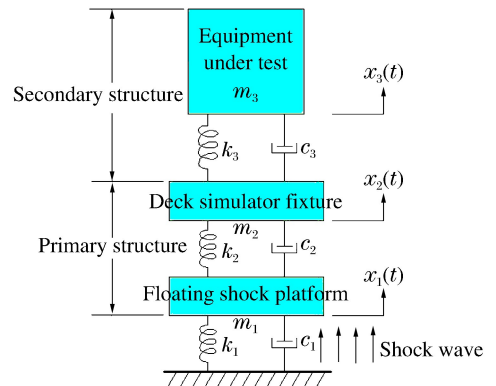 Equipment
under test
m₃
x₃(t)
Secondary structure
k₃
c₃
x₂(t)
Deck simulator fixture
m₂
Primary structure
k₂
c₂
x₁(t)
Floating shock platform
m₁
k₁
c₁
Shock wave